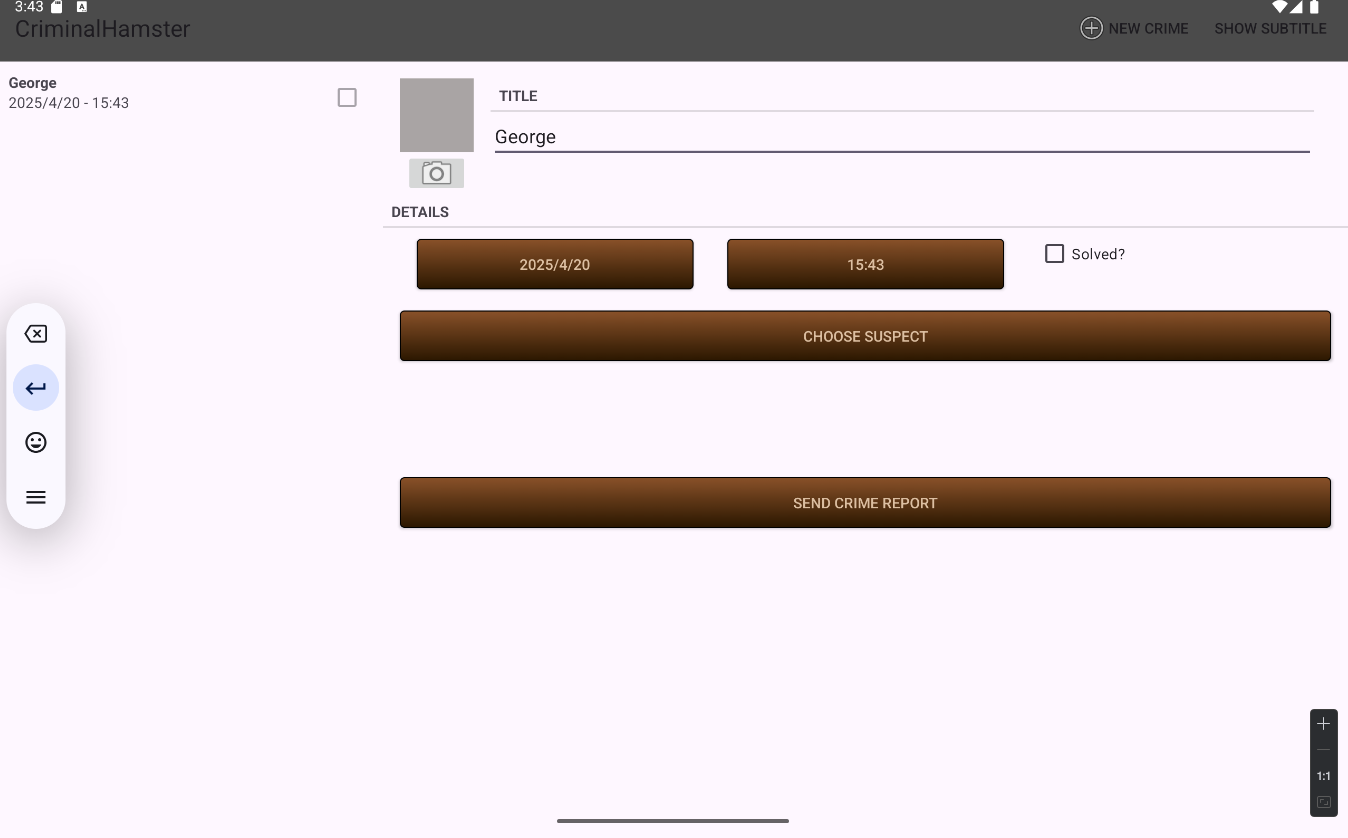 3:43
CriminalHamster
NEW CRIME
SHOW SUBTITLE
George
2025/4/20 - 15:43
TITLE
George
DETAILS
2025/4/20
15:43
Solved?
CHOOSE SUSPECT
SEND CRIME REPORT
1:1